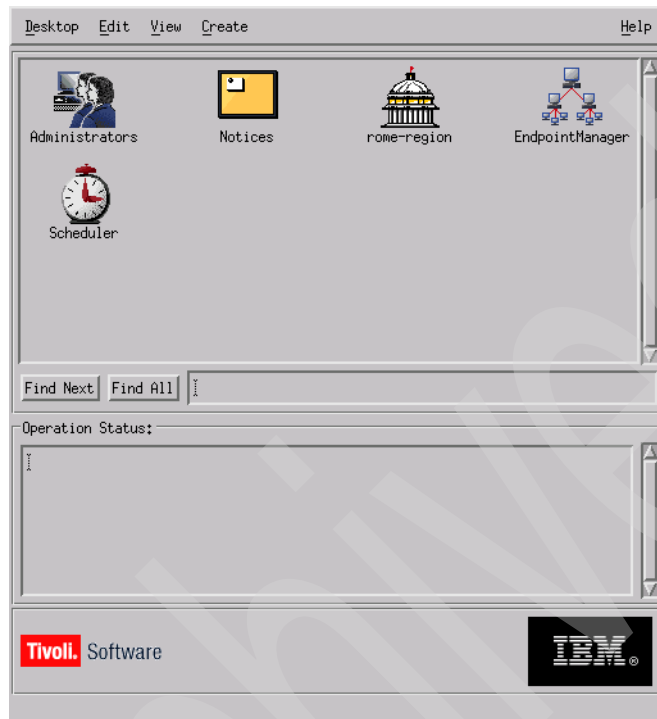 Desktop Edit View Create Help
Administrators Notices rome-region EndpointManager
Scheduler
Find Next Find All
Operation Status:
Tivoli. Software IBM®